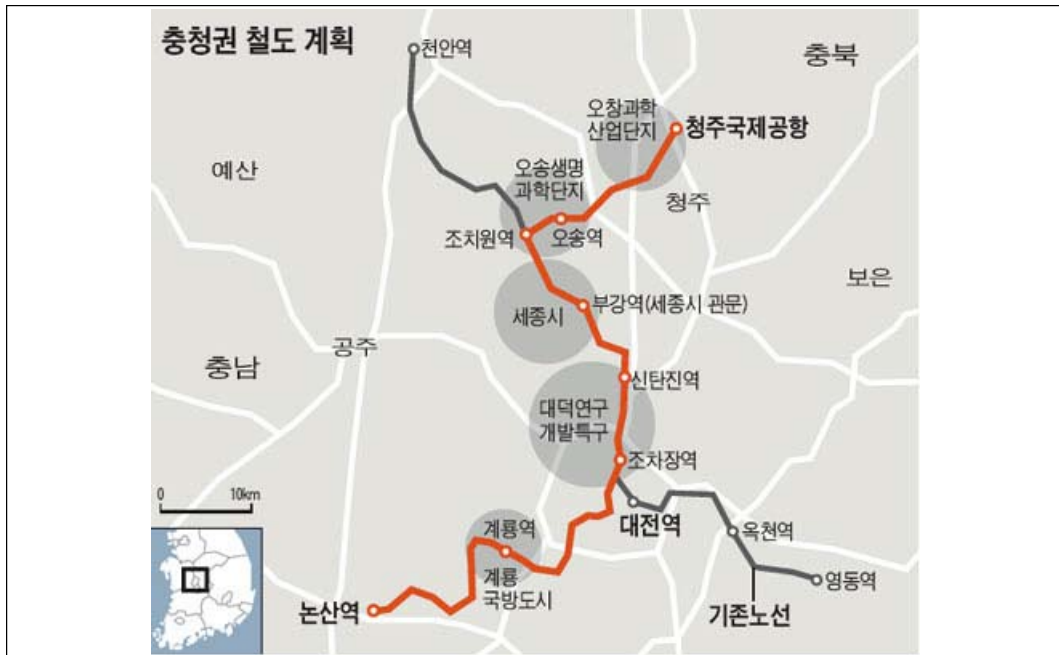 충청권 철도 계획
천안역
충북
오창과학
산업단지
청주국제공항
예산
오송생명
과학단지
청주
조치원역
오송역
보은
세종시
부강역(세종시 관문)
공주
충남
신탄진역
대덕연구
개발특구
조차장역
0
10km
대전역
옥천역
계룡역
영동역
계룡
국방도시
논산역
기존노선